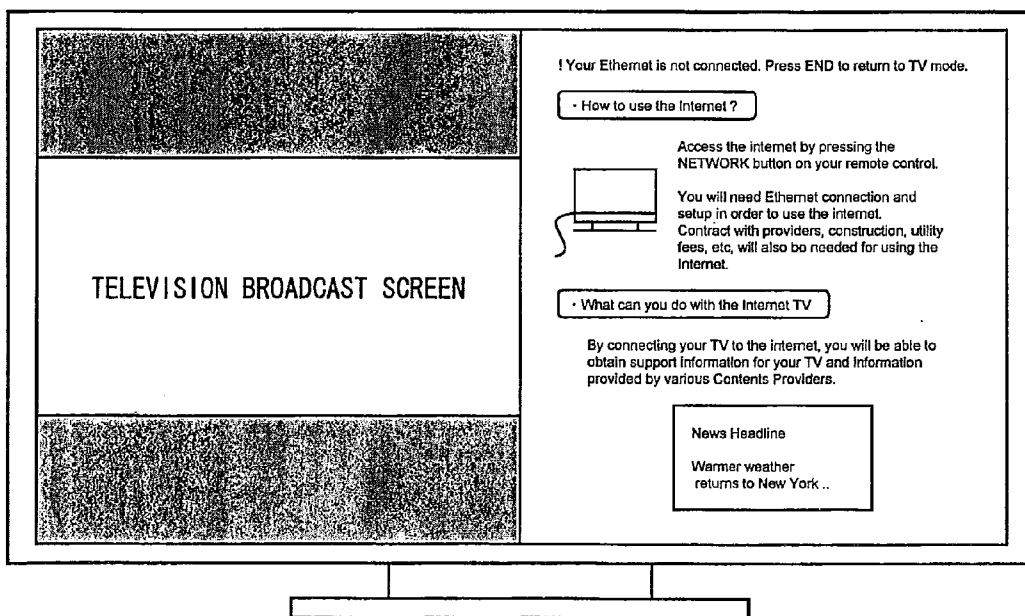 TELEVISION BROADCAST SCREEN
! Your Ethernet is not connected. Press END to return to TV mode.
・How to use the Internet ?
Access the internet by pressing the
NETWORK button on your remote control.
You will need Ethernet connection and
setup in order to use the internet.
Contract with providers, construction, utility
fees, etc, will also be needed for using the
Internet.
・What can you do with the Internet TV
By connecting your TV to the internet, you will be able to
obtain support information for your TV and information
provided by various Contents Providers.
News Headline
Warmer weather
returns to New York ..